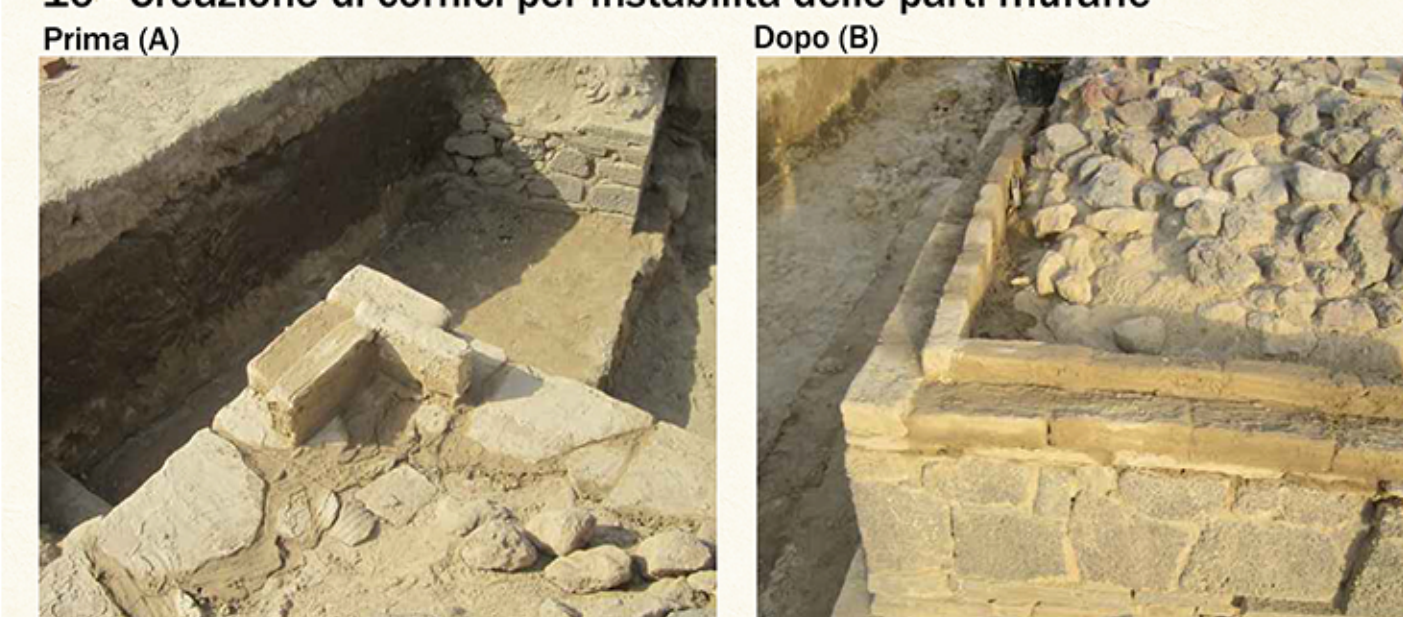 Creazione di cornici per instabilità delle parti murarie
Prima (A)
Dopo (B)